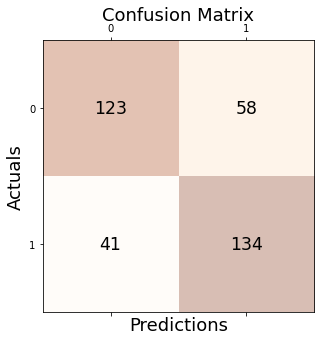 Confusion Matrix
0 1
0 123 58
Actuals
1 41 134
Predictions